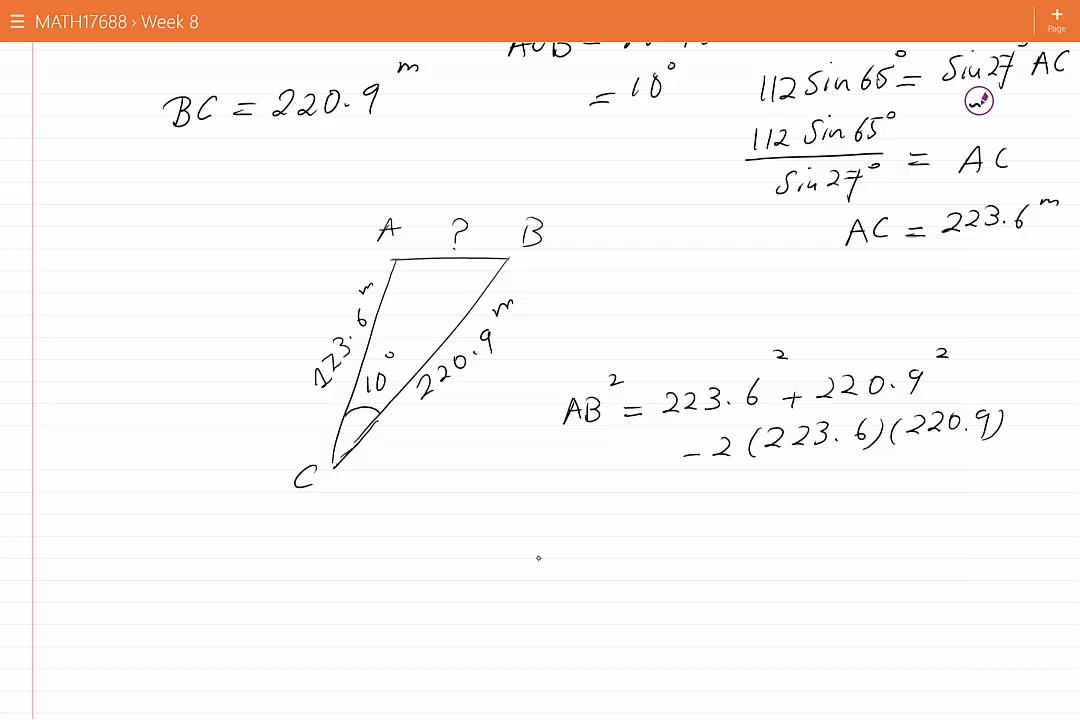 MATH17688 › Week 8
+
Page
BC = 220.9 m
= 10°
112 Sin 65° = Sin 27° AC
112 Sin 65°
Sin 27°
= AC
AC = 223.6 m
A ? B
223.6 m
10°
220.9 m
C
AB² = 223.6² + 220.9²
- 2 (223.6)(220.9)